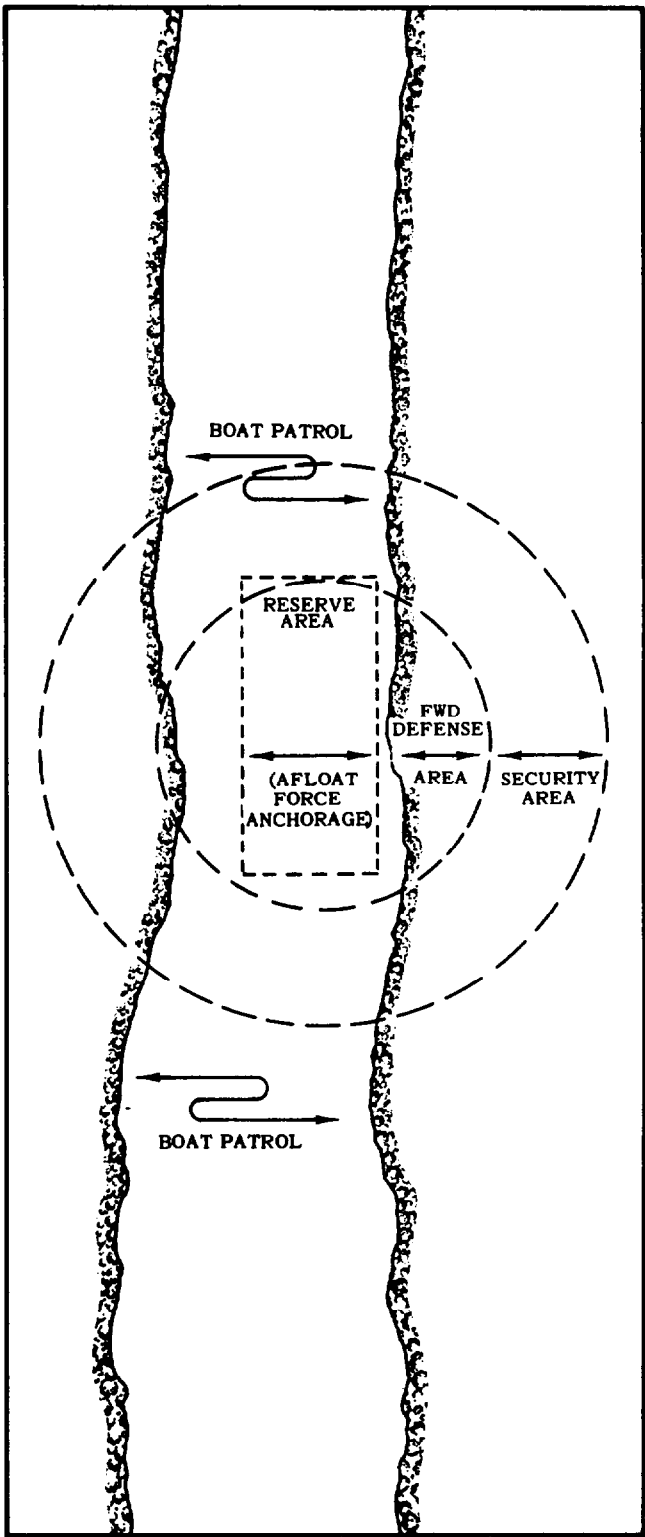 BOAT PATROL
RESERVE
AREA
FWD
DEFENSE
AREA
SECURITY
AREA
(AFLOAT
FORCE
ANCHORAGE)
BOAT PATROL